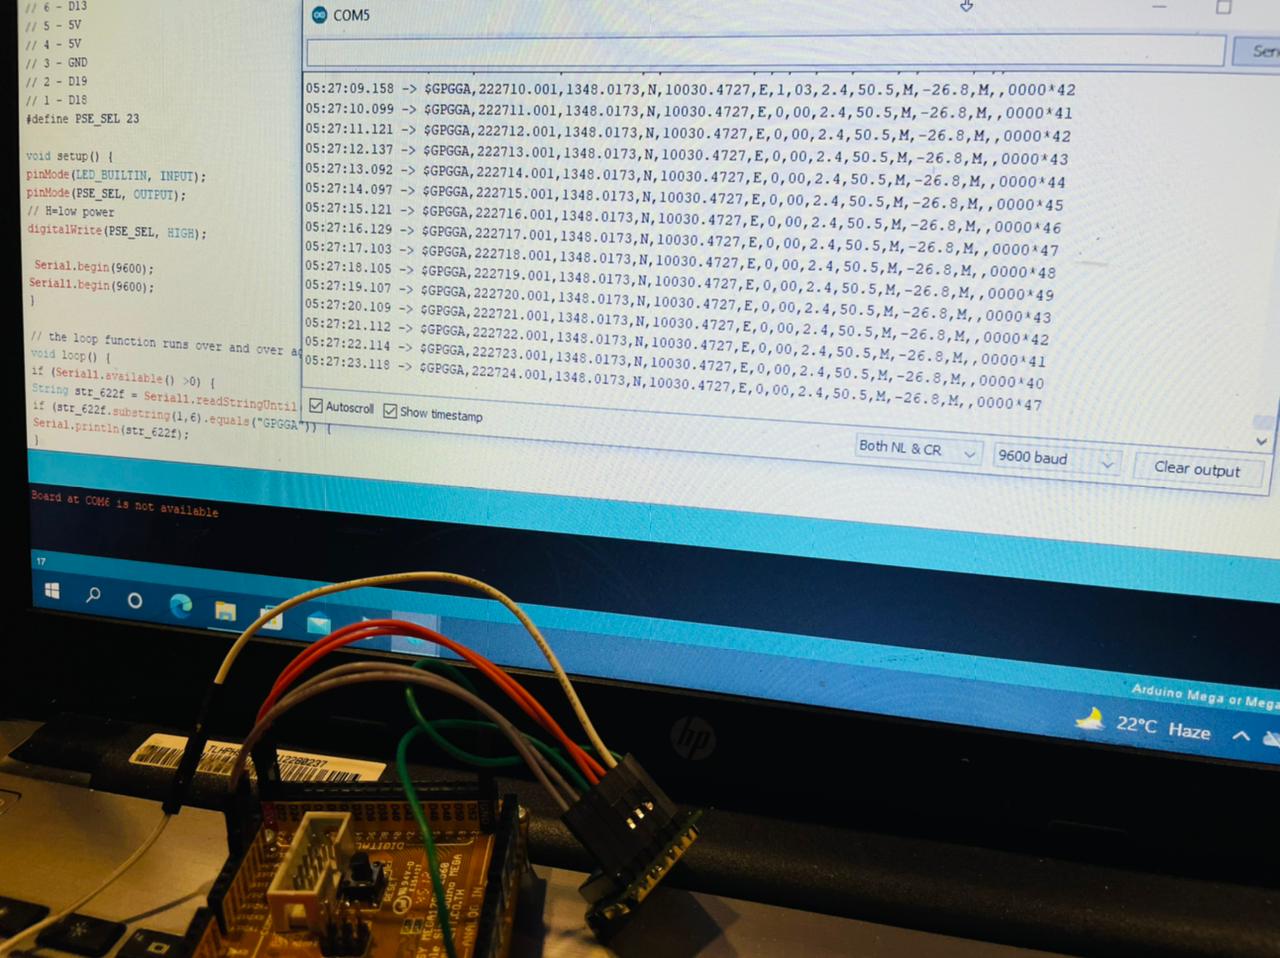 // 6 - D13
// 5 - 5V
// 4 - 5V
// 3 - GND
// 2 - D19
// 1 - D18
#define PSE_SEL 23
void setup() {
pinMode(LED_BUILTIN, INPUT);
pinMode(PSE_SEL, OUTPUT);
// H=low power
digitalWrite(PSE_SEL, HIGH);
Serial.begin(9600);
Serial1.begin(9600);
}
// the loop function runs over and over ag
void loop() {
if (Serial1.available() >0) {
String str_622f = Serial1.readStringUntil
if (str_622f.substring(1,6).equals("GPGGA")) {
Serial.println(str_622f);
}
COM5
Sen
05:27:09.158 -> $GPGGA,222710.001,1348.0173,N,10030.4727,E,1,03,2.4,50.5,M,-26.8,M,,0000*42
05:27:10.099 -> $GPGGA,222711.001,1348.0173,N,10030.4727,E,0,00,2.4,50.5,M,-26.8,M,,0000*41
05:27:11.121 -> $GPGGA,222712.001,1348.0173,N,10030.4727,E,0,00,2.4,50.5,M,-26.8,M,,0000*42
05:27:12.137 -> $GPGGA,222713.001,1348.0173,N,10030.4727,E,0,00,2.4,50.5,M,-26.8,M,,0000*43
05:27:13.092 -> $GPGGA,222714.001,1348.0173,N,10030.4727,E,0,00,2.4,50.5,M,-26.8,M,,0000*44
05:27:14.097 -> $GPGGA,222715.001,1348.0173,N,10030.4727,E,0,00,2.4,50.5,M,-26.8,M,,0000*45
05:27:15.121 -> $GPGGA,222716.001,1348.0173,N,10030.4727,E,0,00,2.4,50.5,M,-26.8,M,,0000*46
05:27:16.129 -> $GPGGA,222717.001,1348.0173,N,10030.4727,E,0,00,2.4,50.5,M,-26.8,M,,0000*47
05:27:17.103 -> $GPGGA,222718.001,1348.0173,N,10030.4727,E,0,00,2.4,50.5,M,-26.8,M,,0000*48
05:27:18.105 -> $GPGGA,222719.001,1348.0173,N,10030.4727,E,0,00,2.4,50.5,M,-26.8,M,,0000*49
05:27:19.107 -> $GPGGA,222720.001,1348.0173,N,10030.4727,E,0,00,2.4,50.5,M,-26.8,M,,0000*43
05:27:20.109 -> $GPGGA,222721.001,1348.0173,N,10030.4727,E,0,00,2.4,50.5,M,-26.8,M,,0000*42
05:27:21.112 -> $GPGGA,222722.001,1348.0173,N,10030.4727,E,0,00,2.4,50.5,M,-26.8,M,,0000*41
05:27:22.114 -> $GPGGA,222723.001,1348.0173,N,10030.4727,E,0,00,2.4,50.5,M,-26.8,M,,0000*40
05:27:23.118 -> $GPGGA,222724.001,1348.0173,N,10030.4727,E,0,00,2.4,50.5,M,-26.8,M,,0000*47
Autoscroll Show timestamp
Both NL & CR 9600 baud Clear output
Board at COM6 is not available
17
Arduino Mega or Mega
22°C Haze
hp
DIGITAL
RESET